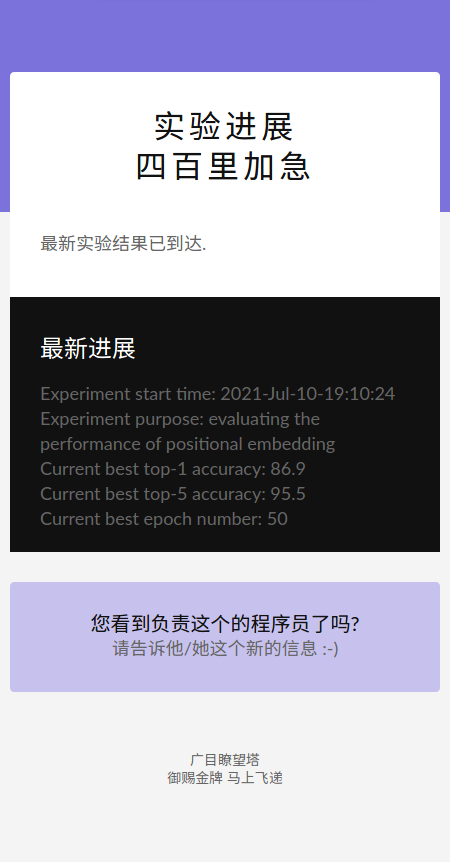 实验进展
四百里加急
最新实验结果已到达.
最新进展
Experiment start time: 2021-Jul-10-19:10:24
Experiment purpose: evaluating the
performance of positional embedding
Current best top-1 accuracy: 86.9
Current best top-5 accuracy: 95.5
Current best epoch number: 50
您看到负责这个的程序员了吗?
请告诉他/她这个新的信息 :-)
广目瞭望塔
御赐金牌 马上飞递